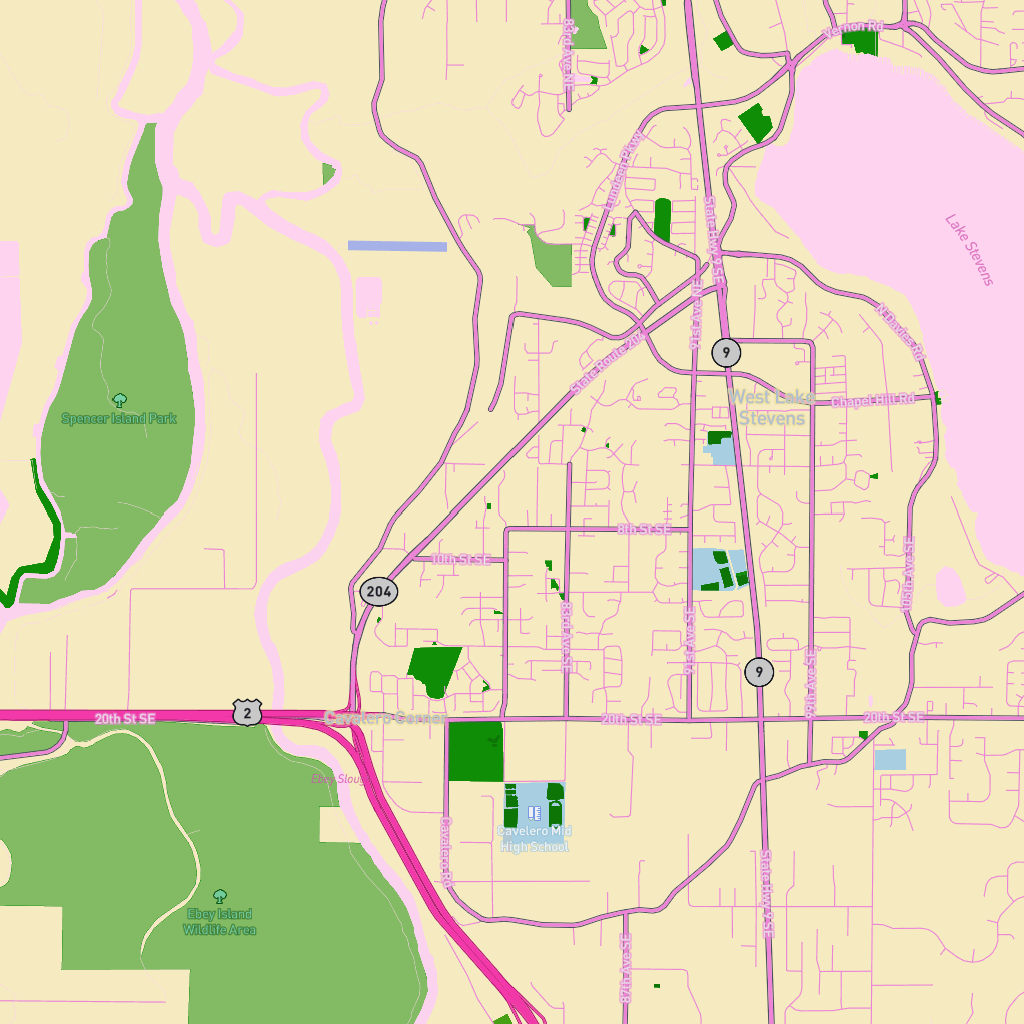 83rd Ave NE
Vernon Rd
Lundeen Pkwy
State Hwy 9 SE
Lake
Stevens
91st Ave NE
N Davies Rd
State Route 204
9
West Lake
Stevens
Chapel Hill Rd
Spencer Island Park
8th St SE
10th St SE
204
83rd Ave SE
91st Ave SE
105th Ave SE
99th Ave SE
9
2
20th St SE
Cavalero Corner
20th St SE
20th St SE
Ebey Slough
Cavelero Mid
High School
Cavalero Rd
State Hwy 9 SE
Ebey Island
Wildlife Area
87th Ave SE